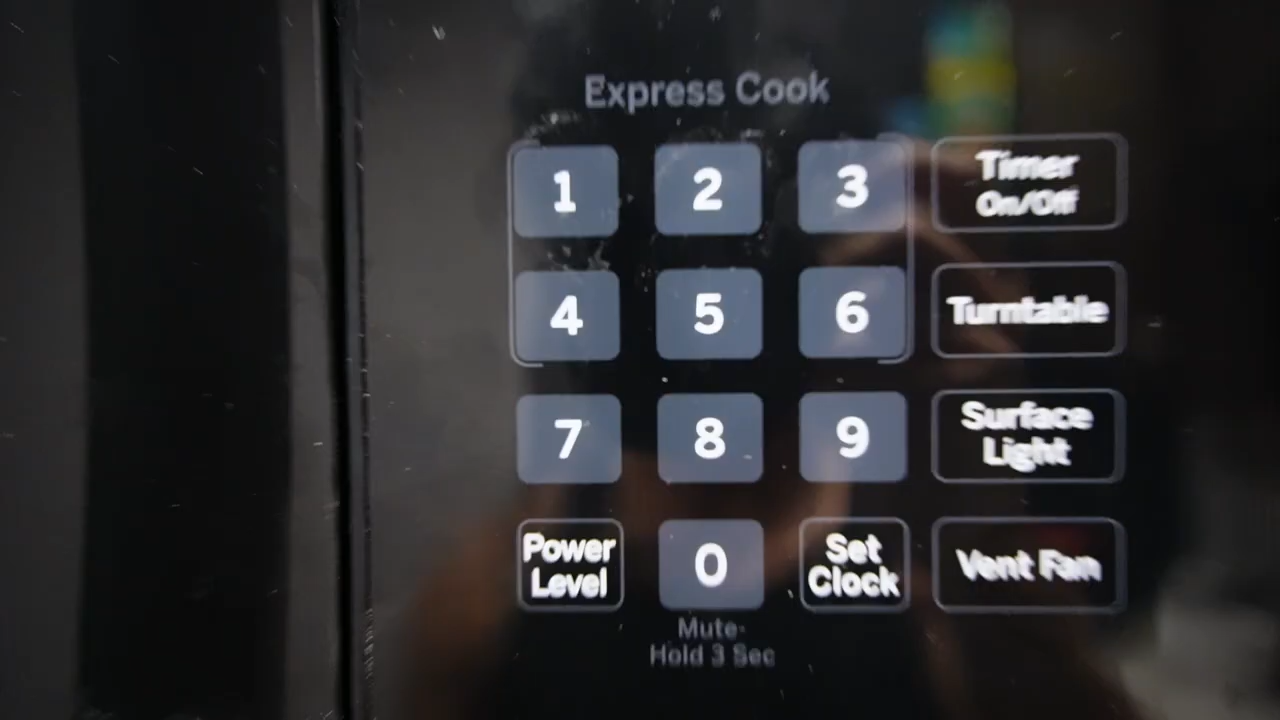 Express Cook
1 2 3 Timer
On/Off
4 5 6 Turntable
7 8 9 Surface
Light
Power
Level
0
Set
Clock
Vent Fan
Mute-
Hold 3 Sec